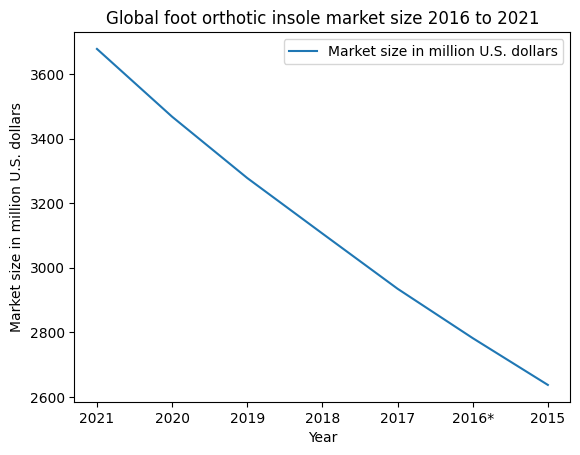 Global foot orthotic insole market size 2016 to 2021
Market size in million U.S. dollars
Market size in million U.S. dollars
3600
3400
3200
3000
2800
2600
2021 2020 2019 2018 2017 2016* 2015
Year